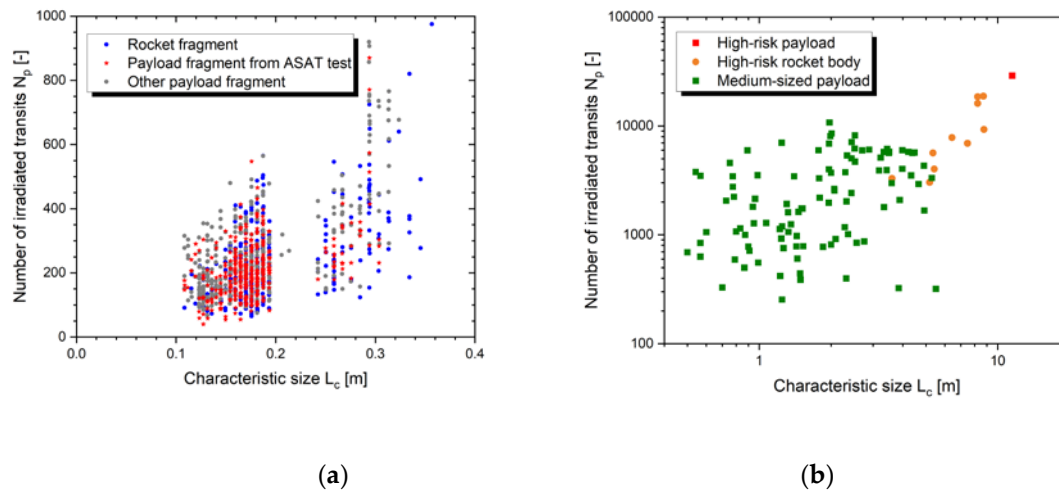 1000
800
600
400
200
0
Number of irradiated transits Np [-]
Rocket fragment
Payload fragment from ASAT test
Other payload fragment
0.0 0.1 0.2 0.3 0.4
Characteristic size Lc [m]
(a)
100000
10000
1000
100
Number of irradiated transits Np [-]
High-risk payload
High-risk rocket body
Medium-sized payload
1 10
Characteristic size Lc [m]
(b)